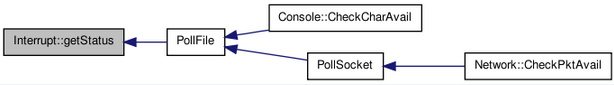 Interrupt::getStatus
PollFile
Console::CheckCharAvail
PollSocket
Network::CheckPktAvail